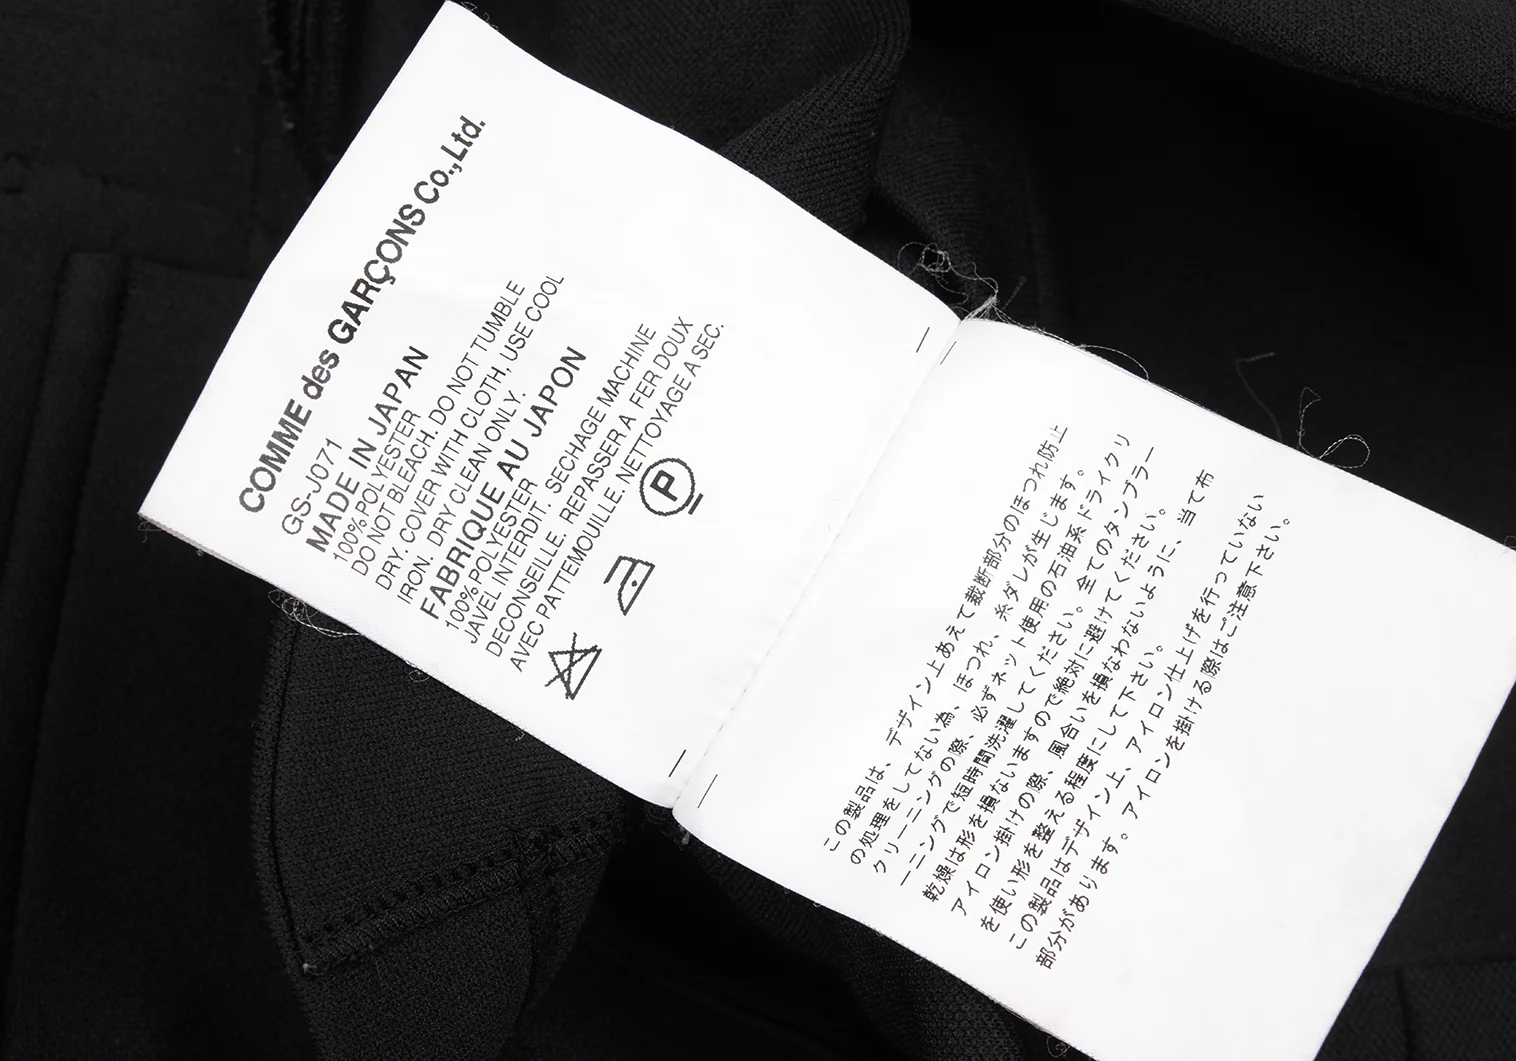 COMME des GARÇONS Co.,Ltd.
GS-J071
MADE IN JAPAN
100% POLYESTER
DO NOT BLEACH. DO NOT TUMBLE
DRY. COVER WITH CLOTH, USE COOL
IRON. DRY CLEAN ONLY.
FABRIQUE AU JAPON
100% POLYESTER
JAVEL INTERDIT. SECHAGE MACHINE
DECONSEILLE. REPASSER A FER DOUX
AVEC PATTEMOUILLE. NETTOYAGE A SEC.
P
この製品は、デザイン上あえて裁断部分のほつれ防止
の処理をしてない為、ほつれ、糸ダレが生じます。
クリーニングの際、必ずネット使用の石油系ドライクリ
ーニングで短時間洗濯してください。全てのタンブラー
乾燥は形を損ないますので絶対に避けてください。
アイロン掛けの際、風合いを損なわないように、当て布
を使い形を整える程度にして下さい。
この製品はデザイン上、アイロン仕上げを行っていない
部分があります。アイロンを掛ける際はご注意下さい。